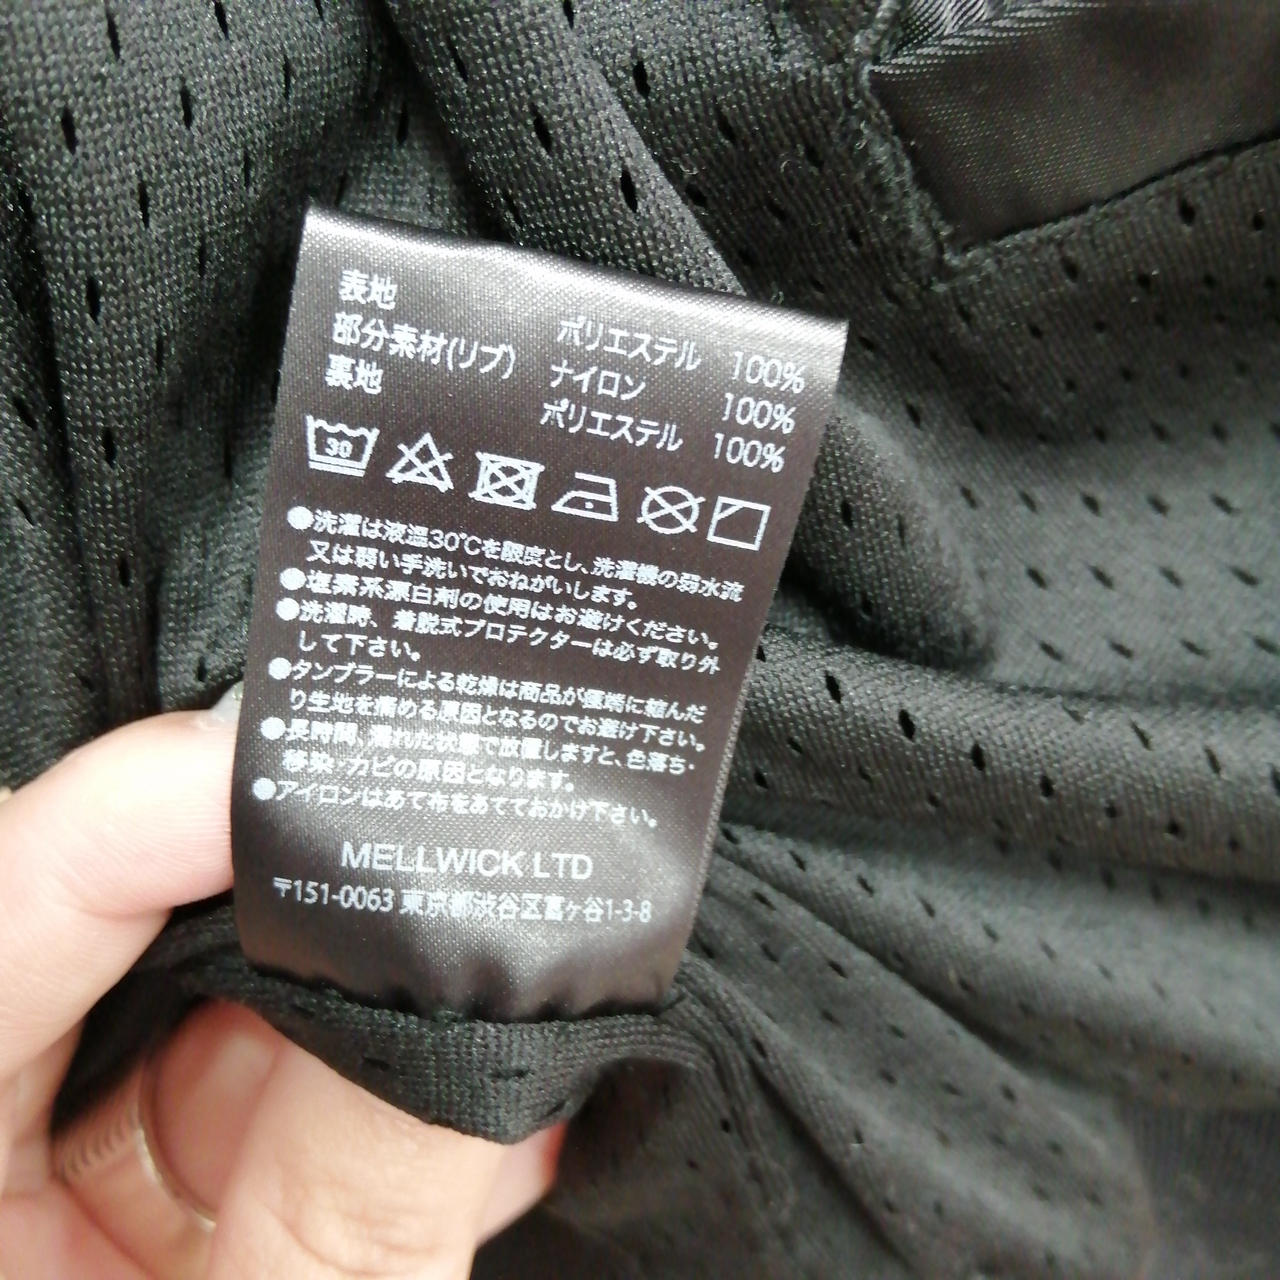 表地 ポリエステル 100%
部分素材(リブ) ナイロン 100%
裏地 ポリエステル 100%
30
●洗濯は液温30℃を限度とし、洗濯機の弱水流
又は弱い手洗いでおねがいします。
●塩素系漂白剤の使用はお避けください。
●洗濯時、着脱式プロテクターは必ず取り外
して下さい。
●タンブラーによる乾燥は商品が極端に縮んだ
り生地を痛める原因となるのでお避け下さい。
●長時間、濡れた状態で放置しますと、色落ち・
移染・カビの原因となります。
●アイロンはあて布をあてておかけ下さい。
MELLWICK LTD
〒151-0063 東京都渋谷区富ヶ谷1-3-8